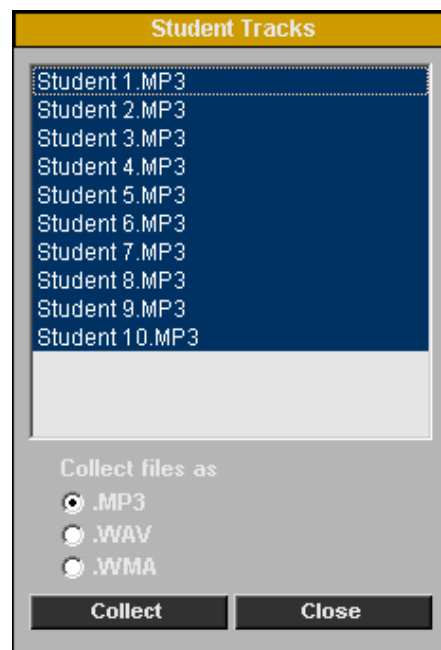 Student Tracks
Student 1.MP3
Student 2.MP3
Student 3.MP3
Student 4.MP3
Student 5.MP3
Student 6.MP3
Student 7.MP3
Student 8.MP3
Student 9.MP3
Student 10.MP3
Collect files as
.MP3
.WAV
.WMA
Collect Close